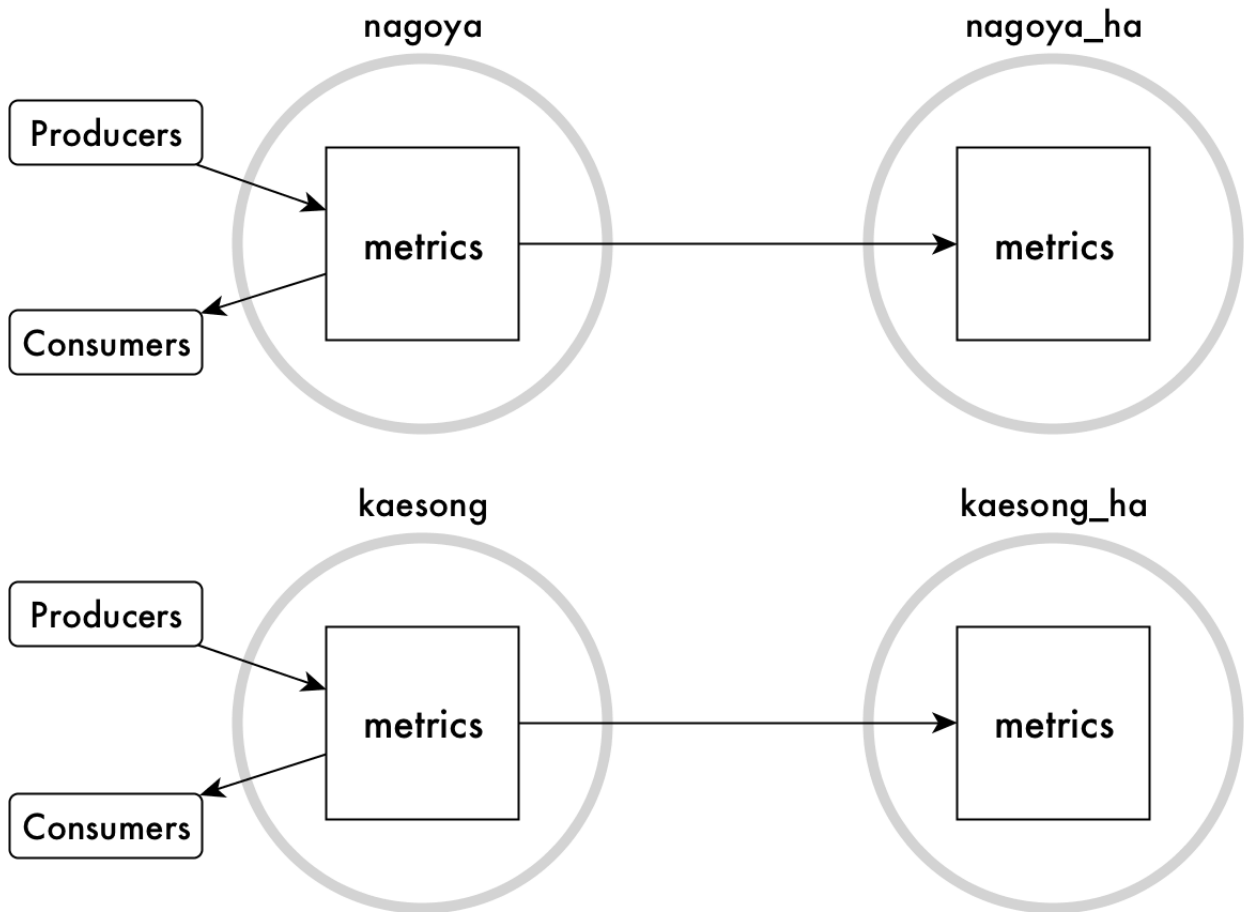 nagoya
nagoya_ha
Producers
metrics
metrics
Consumers
kaesong
kaesong_ha
Producers
metrics
metrics
Consumers